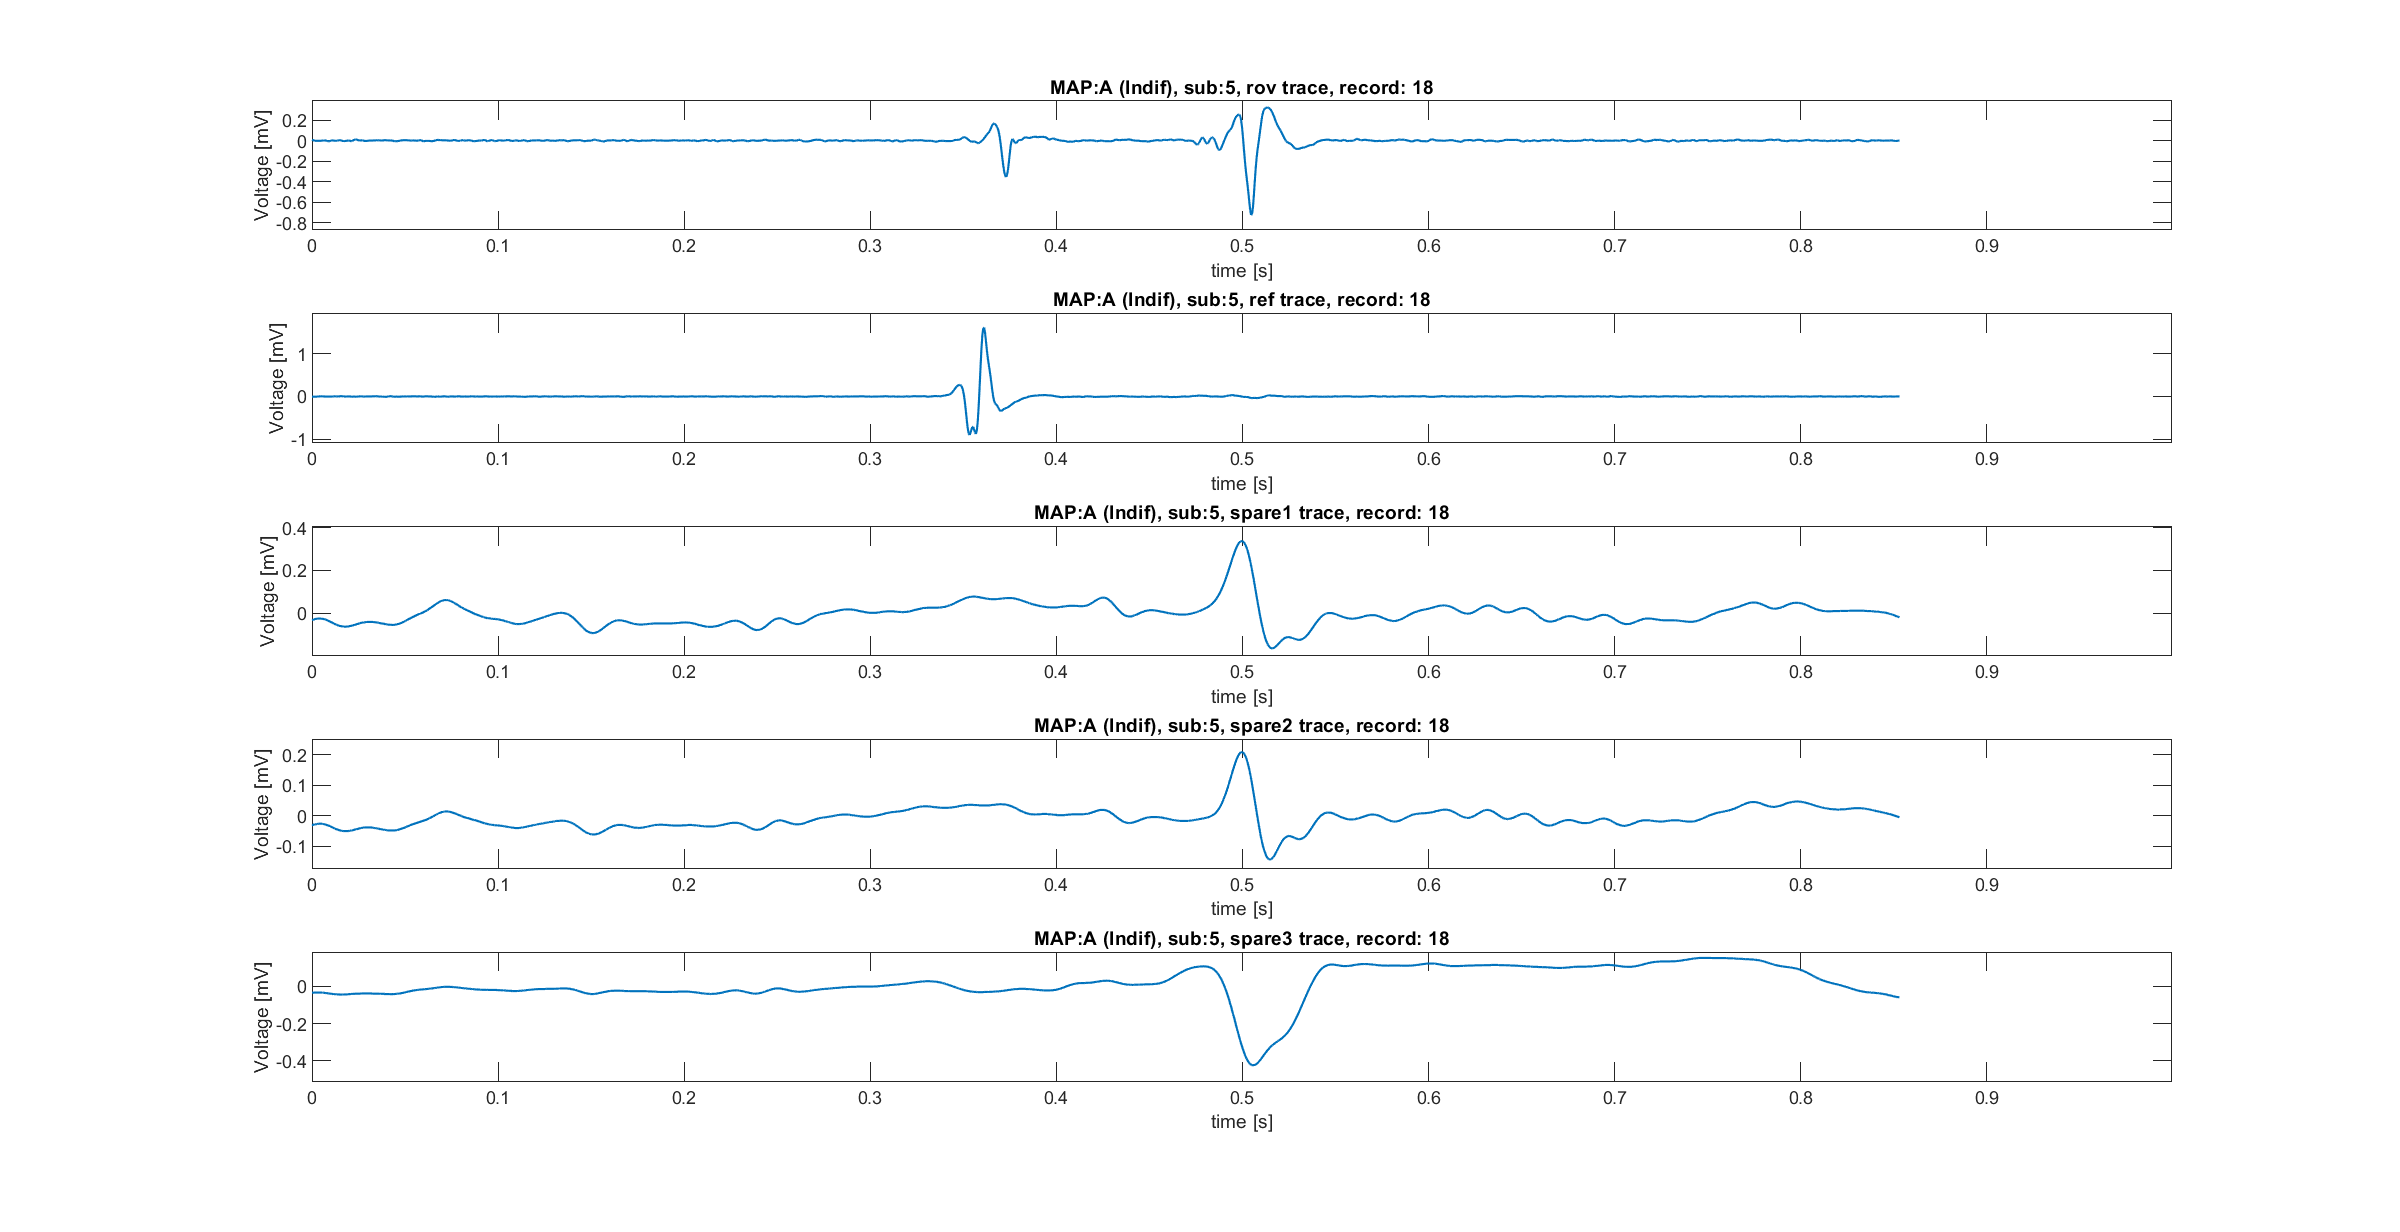 MAP:A (Indif), sub:5, rov trace, record: 18
Voltage [mV]
0.2
0
-0.2
-0.4
-0.6
-0.8
0 0.1 0.2 0.3 0.4 0.5 0.6 0.7 0.8 0.9
time [s]
MAP:A (Indif), sub:5, ref trace, record: 18
Voltage [mV]
1
0
-1
0 0.1 0.2 0.3 0.4 0.5 0.6 0.7 0.8 0.9
time [s]
MAP:A (Indif), sub:5, spare1 trace, record: 18
Voltage [mV]
0.4
0.2
0
0 0.1 0.2 0.3 0.4 0.5 0.6 0.7 0.8 0.9
time [s]
MAP:A (Indif), sub:5, spare2 trace, record: 18
Voltage [mV]
0.2
0.1
0
-0.1
0 0.1 0.2 0.3 0.4 0.5 0.6 0.7 0.8 0.9
time [s]
MAP:A (Indif), sub:5, spare3 trace, record: 18
Voltage [mV]
0
-0.2
-0.4
0 0.1 0.2 0.3 0.4 0.5 0.6 0.7 0.8 0.9
time [s]